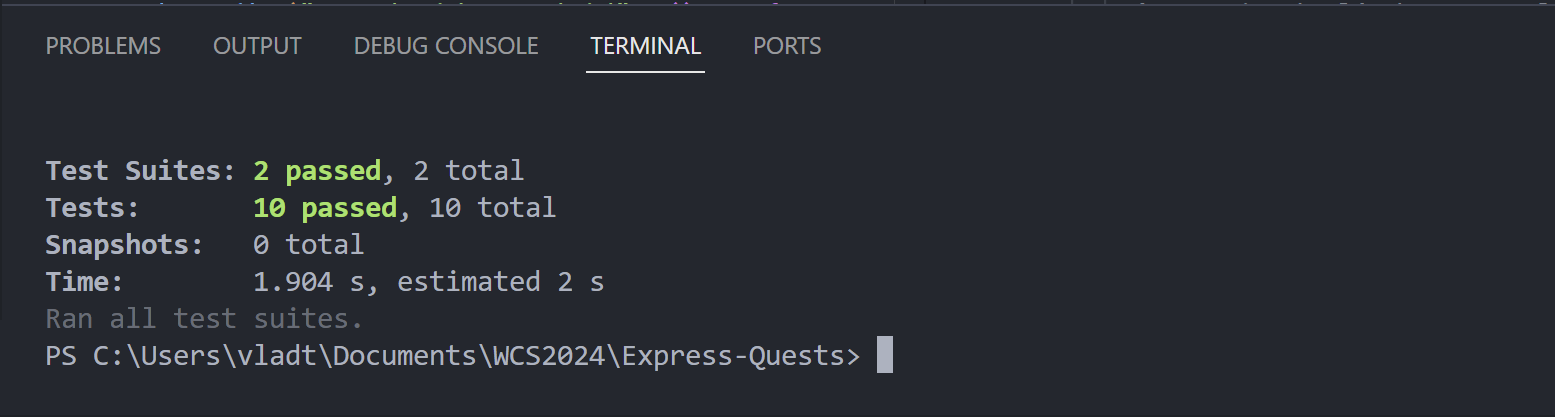 PROBLEMS OUTPUT DEBUG CONSOLE TERMINAL PORTS
Test Suites: 2 passed, 2 total
Tests: 10 passed, 10 total
Snapshots: 0 total
Time: 1.904 s, estimated 2 s
Ran all test suites.
PS C:\Users\vladt\Documents\WCS2024\Express-Quests>